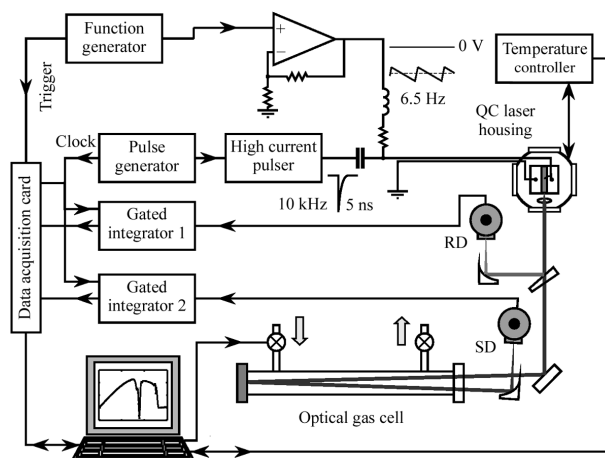 Function
generator
+
−
0 V
6.5 Hz
Temperature
controller
Trigger
QC laser
housing
Clock
Pulse
generator
High current
pulser
10 kHz
5 ns
Data acquisition card
Gated
integrator 1
RD
Gated
integrator 2
SD
Optical gas cell